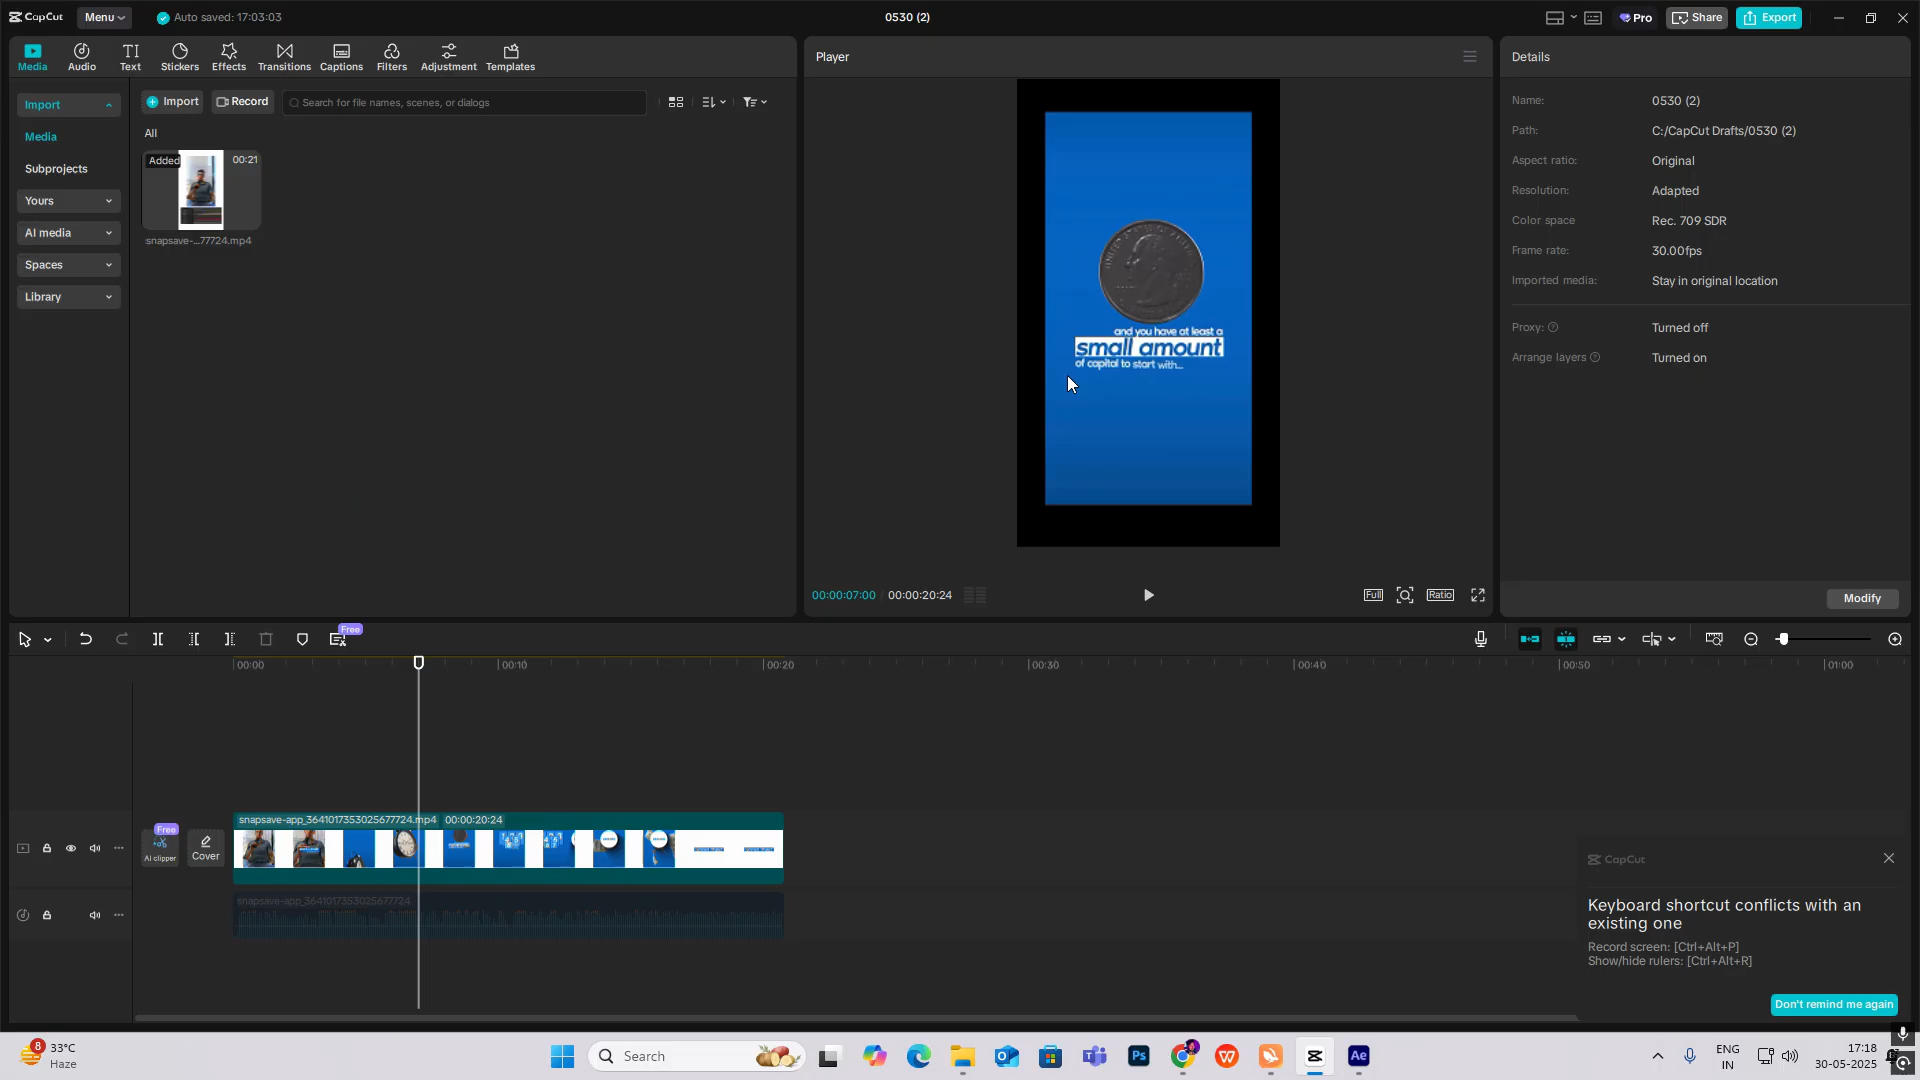 CapCut
Menu
Auto saved: 17:03:03
0530 (2)
Pro
Share
Export
Media
Audio
Text
Stickers
Effects
Transitions
Captions
Filters
Adjustment
Templates
Import
Media
Subprojects
Yours
AI media
Spaces
Library
Import
Record
Search for file names, scenes, or dialogs
All
Added
00:21
snapsave-...77724.mp4
Player
and you have at least a
small amount
of capital to start with...
00:00:07:00 / 00:00:20:24
Full
Ratio
Details
Name: 0530 (2)
Path: C:/CapCut Drafts/0530 (2)
Aspect ratio: Original
Resolution: Adapted
Color space Rec. 709 SDR
Frame rate: 30.00fps
Imported media: Stay in original location
Proxy: Turned off
Arrange layers Turned on
Modify
Free
00:00
00:10
00:20
00:30
00:40
00:50
01:00
Free
AI clipper
Cover
snapsave-app_3641017353025677724.mp4 00:00:20:24
snapsave-app_3641017353025677724
CapCut
Keyboard shortcut conflicts with an
existing one
Record screen: [Ctrl+Alt+P]
Show/hide rulers: [Ctrl+Alt+R]
Don't remind me again
8
33°C
Haze
Search
Ps
Ae
ENG
IN
17:18
30-05-2025